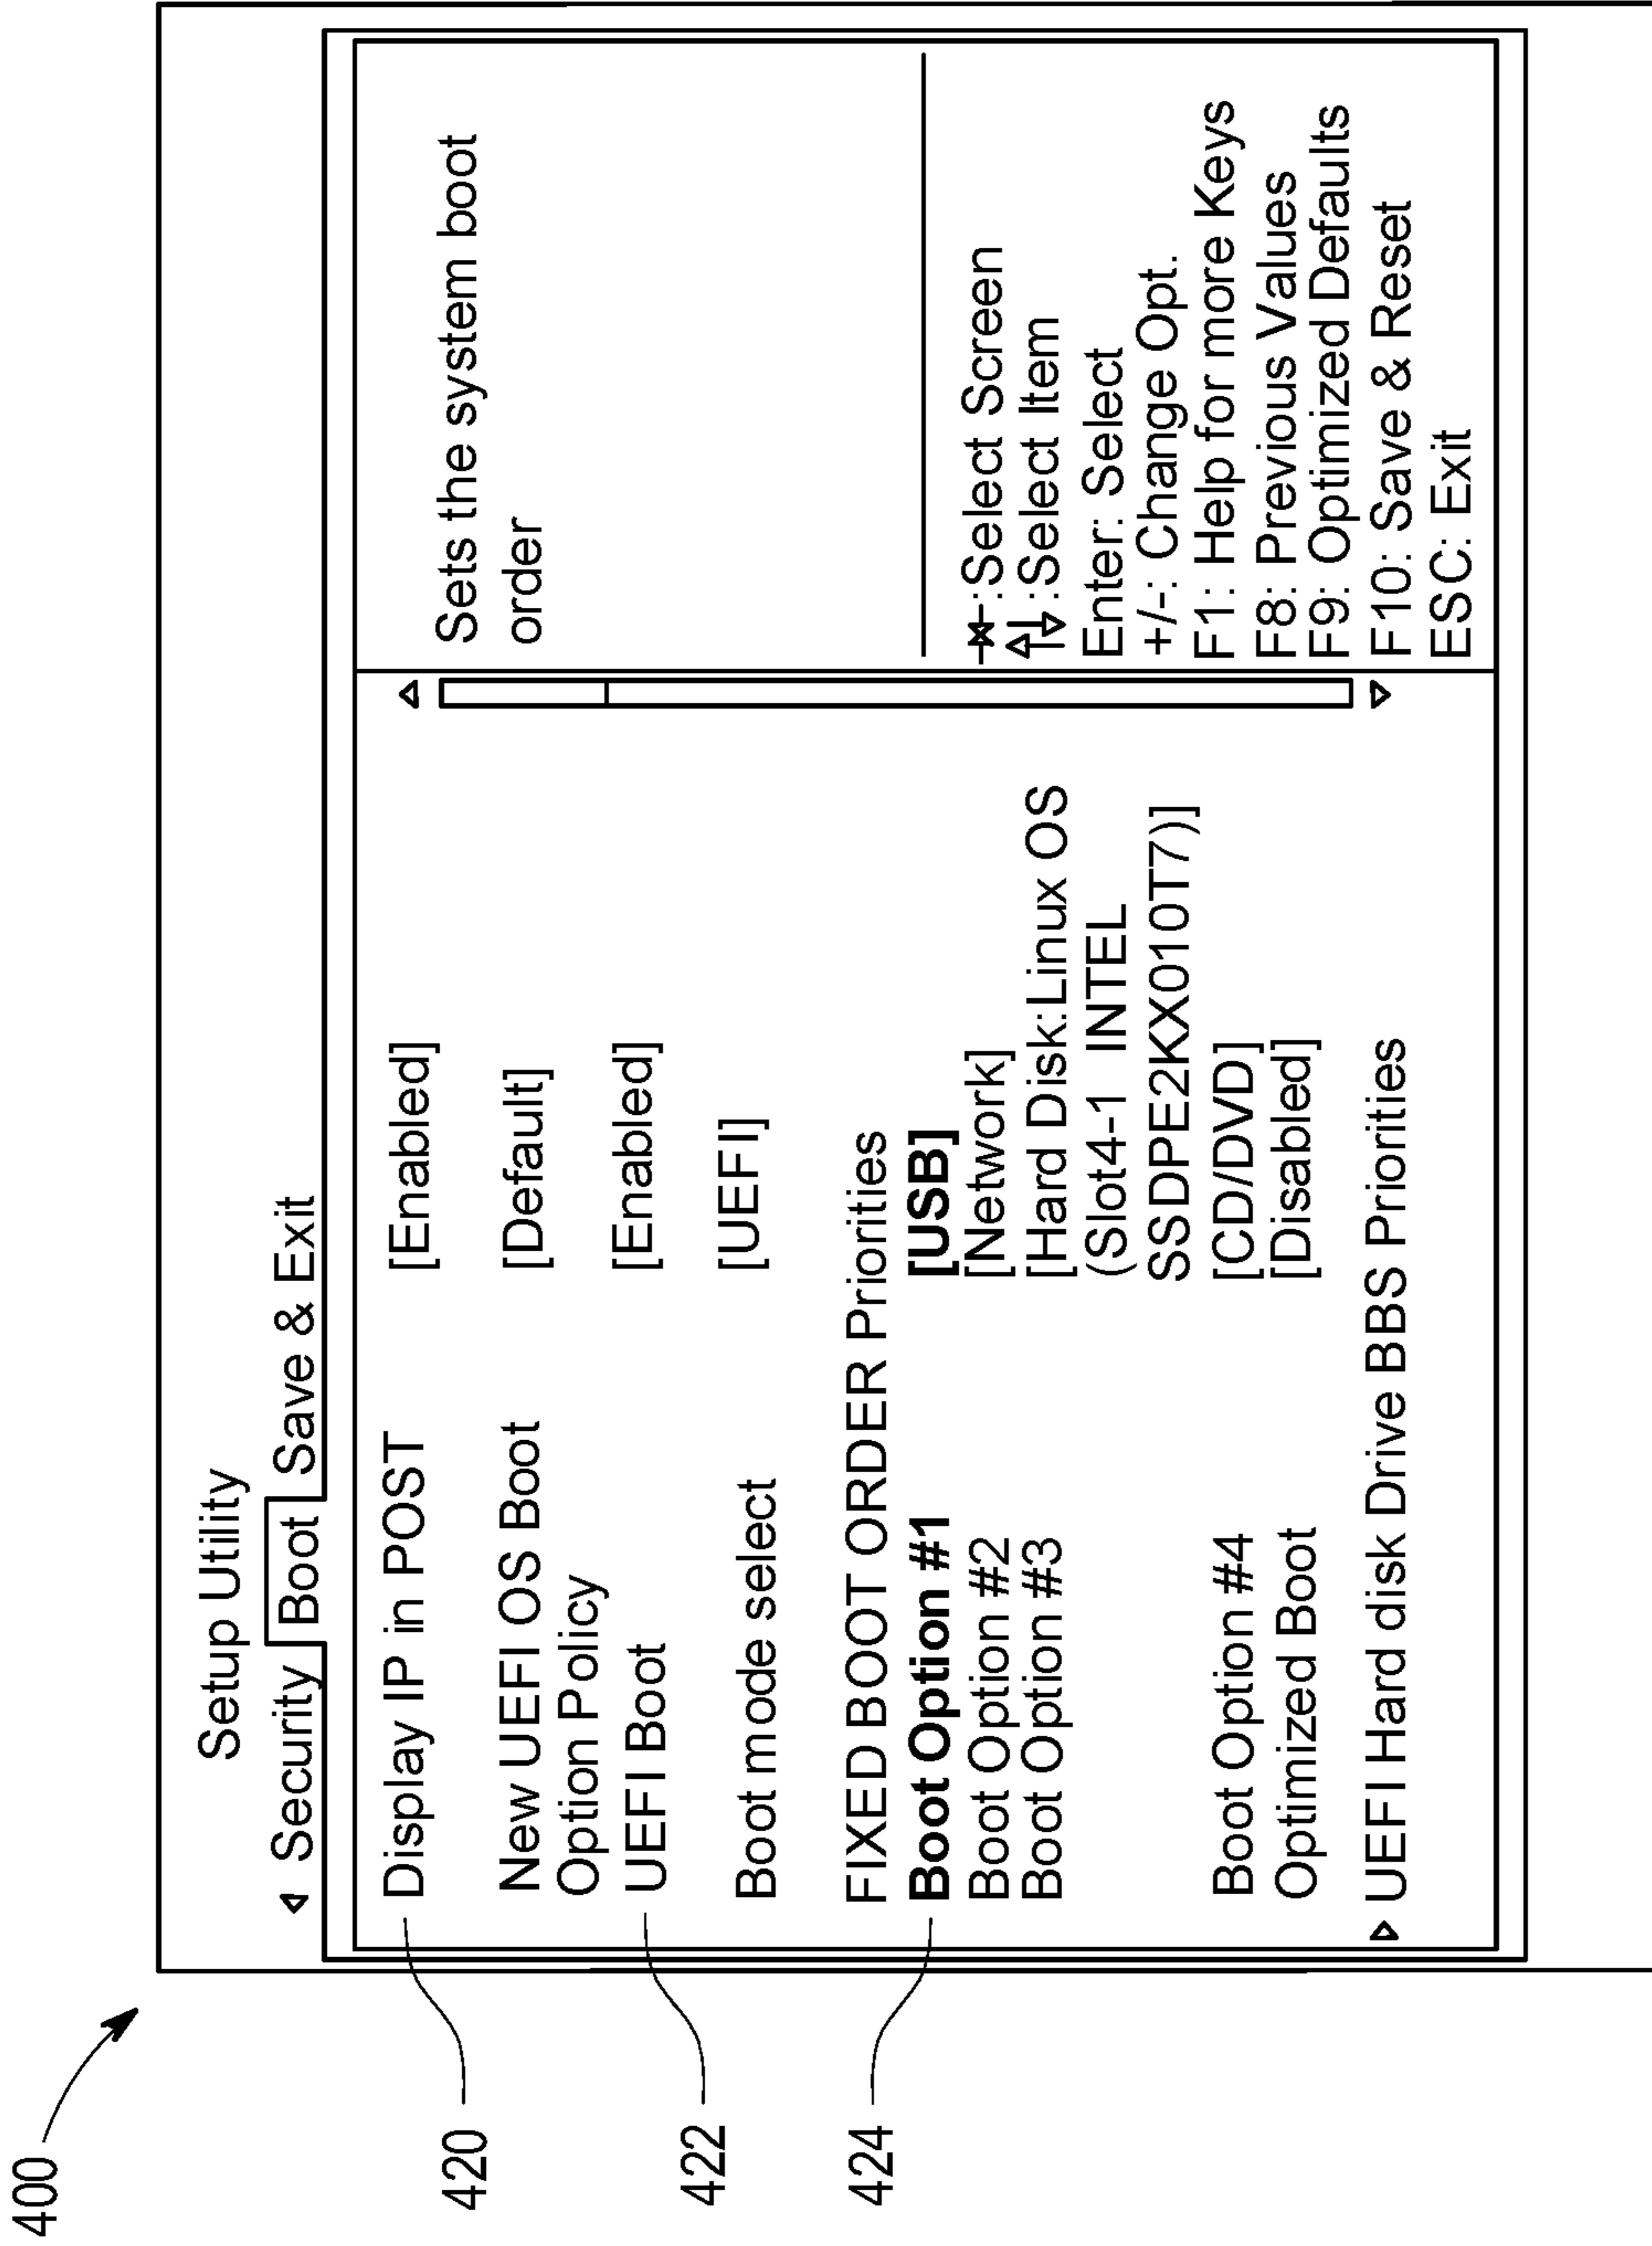 400
Setup Utility
Security Boot Save & Exit
420
Display IP in POST [Enabled]
New UEFI OS Boot [Default]
Option Policy
422
UEFI Boot [Enabled]
Boot mode select [UEFI]
FIXED BOOT ORDER Priorities
424
Boot Option #1 [USB]
Boot Option #2 [Network]
Boot Option #3 [Hard Disk:Linux OS
(Slot4-1 INTEL
SSDPE2KX010T7)]
Boot Option #4 [CD/DVD]
Optimized Boot [Disabled]
UEFI Hard disk Drive BBS Priorities
Sets the system boot
order
:Select Screen
:Select Item
Enter: Select
+/-: Change Opt.
F1: Help for more Keys
F8: Previous Values
F9: Optimized Defaults
F10: Save & Reset
ESC: Exit